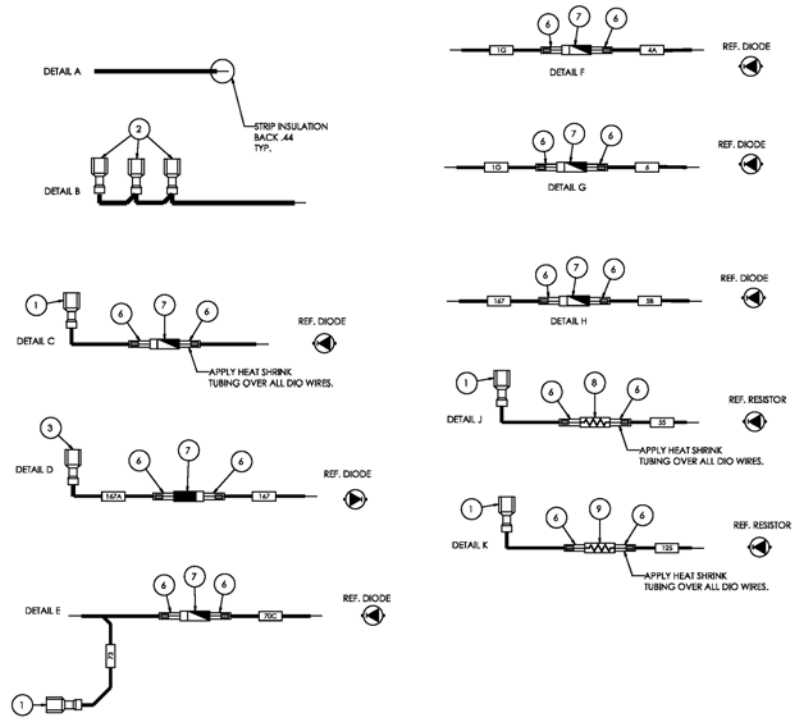 DETAIL A
STRIP INSULATION
BACK .44
TYP.
2
DETAIL B
1
6
7
6
DETAIL C
REF. DIODE
APPLY HEAT SHRINK
TUBING OVER ALL DIO WIRES.
3
6
7
6
DETAIL D
167A
167
REF. DIODE
6
7
6
DETAIL E
70C
REF. DIODE
73
1
6
7
6
1G
4A
REF. DIODE
DETAIL F
6
7
6
1G
6
REF. DIODE
DETAIL G
6
7
6
167
5B
REF. DIODE
DETAIL H
1
6
8
6
DETAIL J
55
REF. RESISTOR
APPLY HEAT SHRINK
TUBING OVER ALL DIO WIRES.
1
6
9
6
DETAIL K
125
REF. RESISTOR
APPLY HEAT SHRINK
TUBING OVER ALL DIO WIRES.